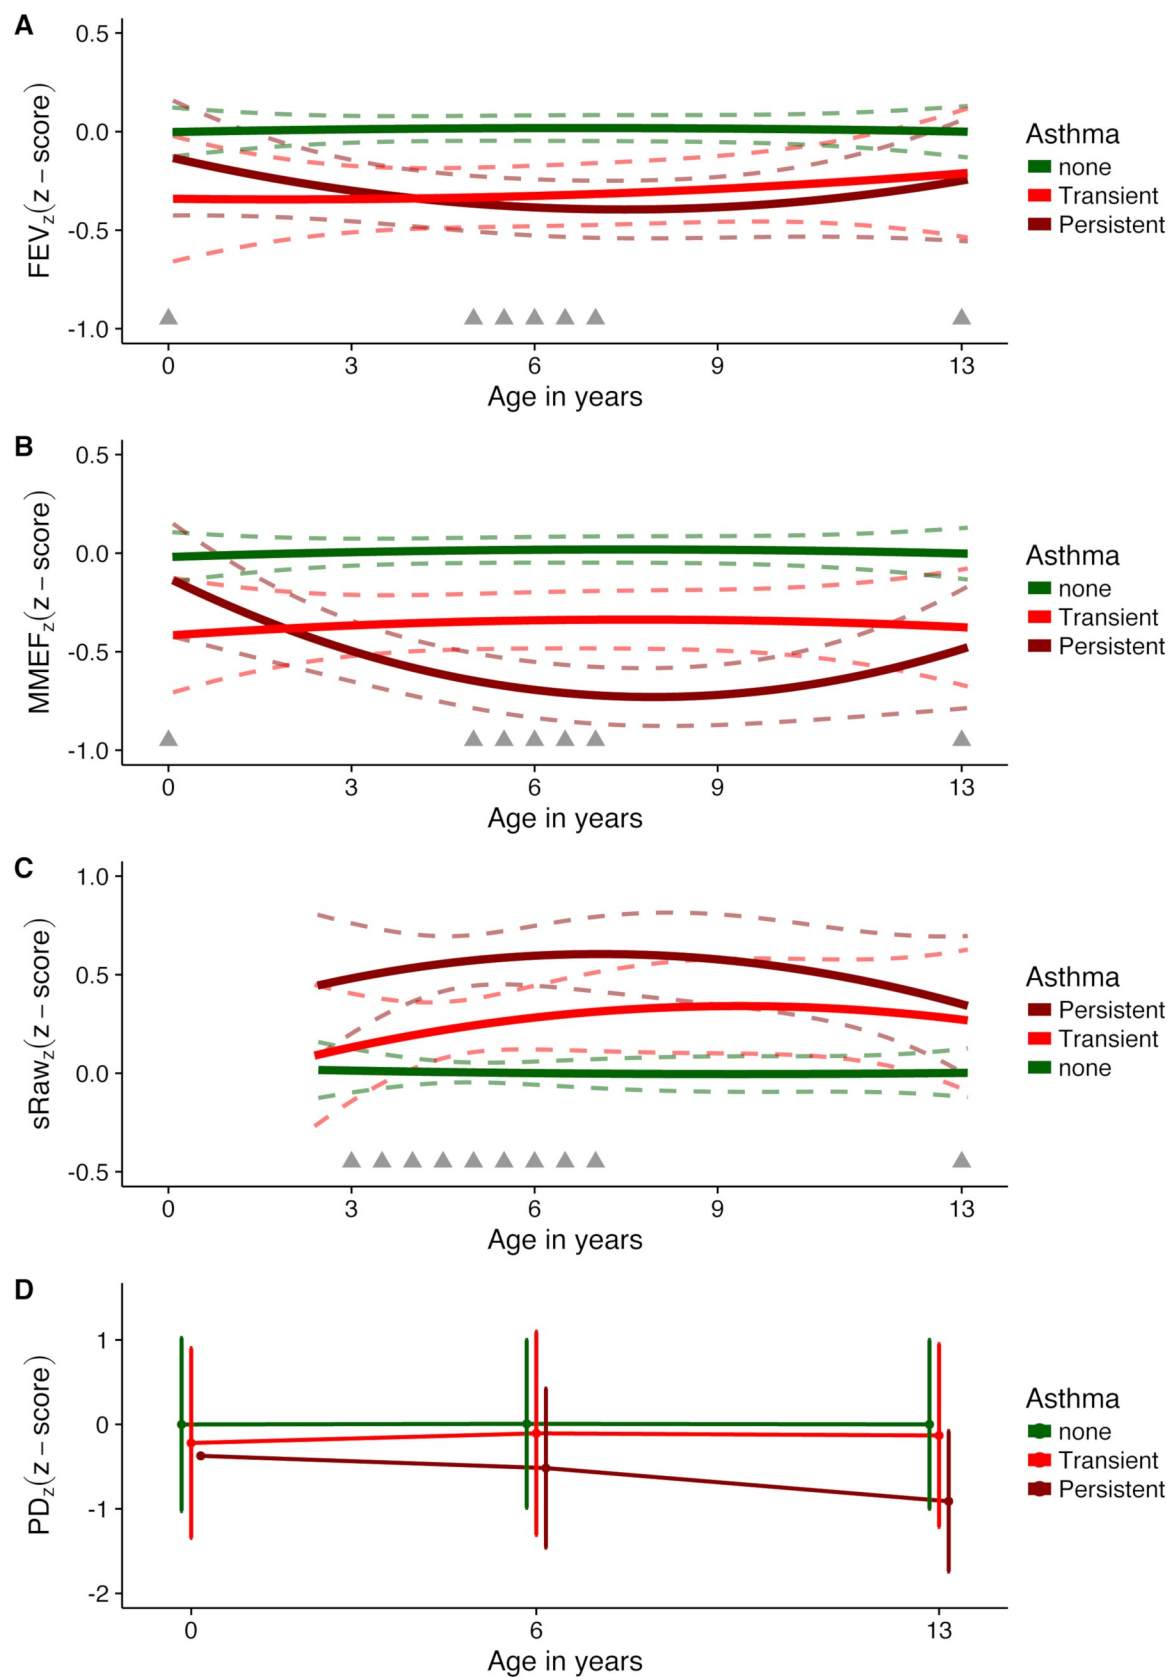 A
FEVz(z − score)
0.5
0.0
-0.5
-1.0
0 3 6 9 13
Age in years
Asthma
none
Transient
Persistent
B
MMEFz(z − score)
0.5
0.0
-0.5
-1.0
0 3 6 9 13
Age in years
Asthma
none
Transient
Persistent
C
sRawz(z − score)
1.0
0.5
0.0
-0.5
0 3 6 9 13
Age in years
Asthma
Persistent
Transient
none
D
PDz(z − score)
1
0
-1
-2
0 6 13
Age in years
Asthma
none
Transient
Persistent